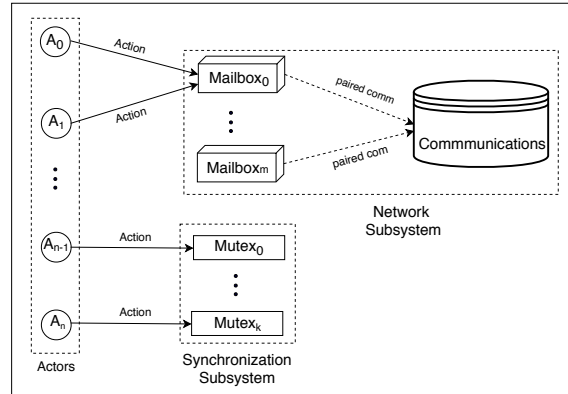 A0
Action
Mailbox0
paired comm
A1
Action
Commmunications
Mailboxm
paired com
Network
Subsystem
An-1
Action
Mutex0
An
Action
Mutexk
Actors
Synchronization
Subsystem